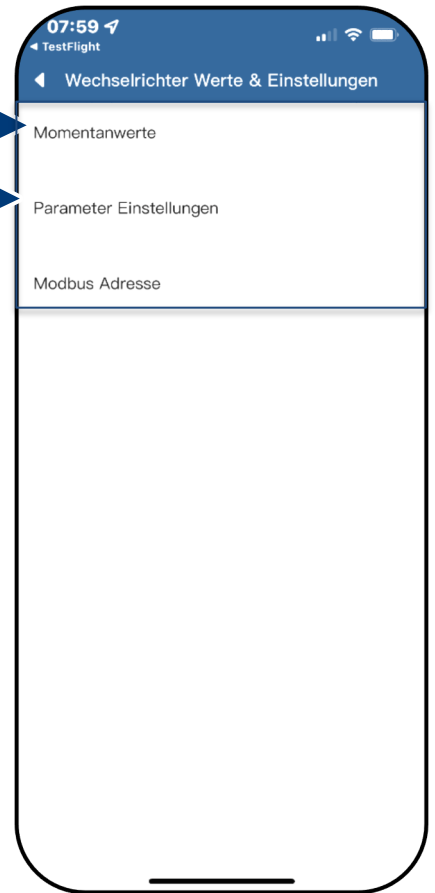 07:59
◀ TestFlight
Wechselrichter Werte & Einstellungen
Momentanwerte
Parameter Einstellungen
Modbus Adresse